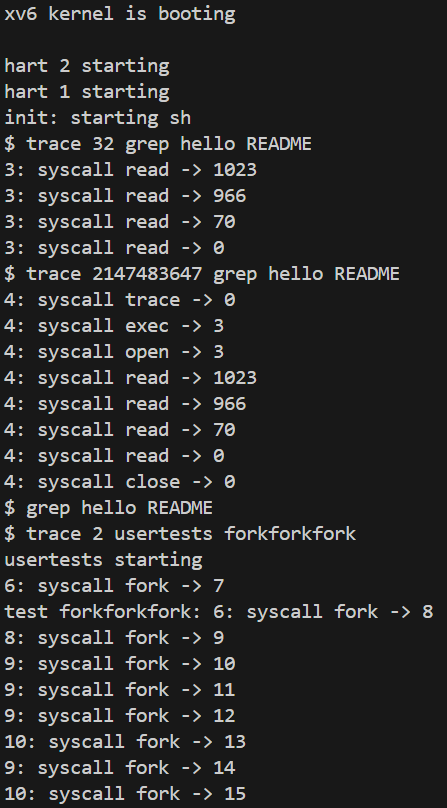 xv6 kernel is booting
hart 2 starting
hart 1 starting
init: starting sh
$ trace 32 grep hello README
3: syscall read -> 1023
3: syscall read -> 966
3: syscall read -> 70
3: syscall read -> 0
$ trace 2147483647 grep hello README
4: syscall trace -> 0
4: syscall exec -> 3
4: syscall open -> 3
4: syscall read -> 1023
4: syscall read -> 966
4: syscall read -> 70
4: syscall read -> 0
4: syscall close -> 0
$ grep hello README
$ trace 2 usertests forkforkfork
usertests starting
6: syscall fork -> 7
test forkforkfork: 6: syscall fork -> 8
8: syscall fork -> 9
9: syscall fork -> 10
9: syscall fork -> 11
9: syscall fork -> 12
10: syscall fork -> 13
9: syscall fork -> 14
10: syscall fork -> 15